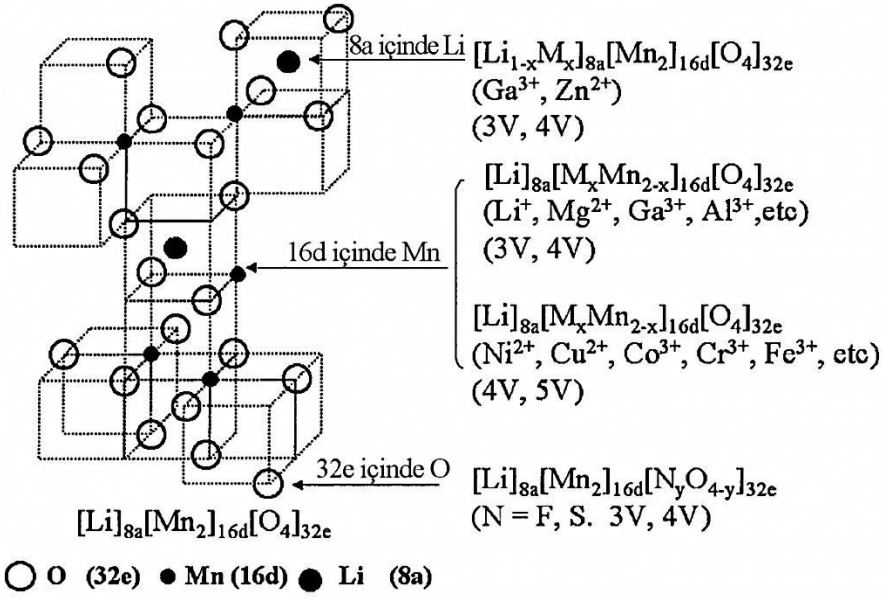 8a içinde Li
[Li₁₋ₓMₓ]₈ₐ[Mn₂]₁₆d[O₄]₃₂ₑ
(Ga³⁺, Zn²⁺)
(3V, 4V)
16d içinde Mn
[Li]₈ₐ[MₓMn₂₋ₓ]₁₆d[O₄]₃₂ₑ
(Li⁺, Mg²⁺, Ga³⁺, Al³⁺,etc)
(3V, 4V)
[Li]₈ₐ[MₓMn₂₋ₓ]₁₆d[O₄]₃₂ₑ
(Ni²⁺, Cu²⁺, Co³⁺, Cr³⁺, Fe³⁺, etc)
(4V, 5V)
32e içinde O
[Li]₈ₐ[Mn₂]₁₆d[NyO₄₋y]₃₂ₑ
(N = F, S. 3V, 4V)
[Li]₈ₐ[Mn₂]₁₆d[O₄]₃₂ₑ
O (32e) Mn (16d) Li (8a)